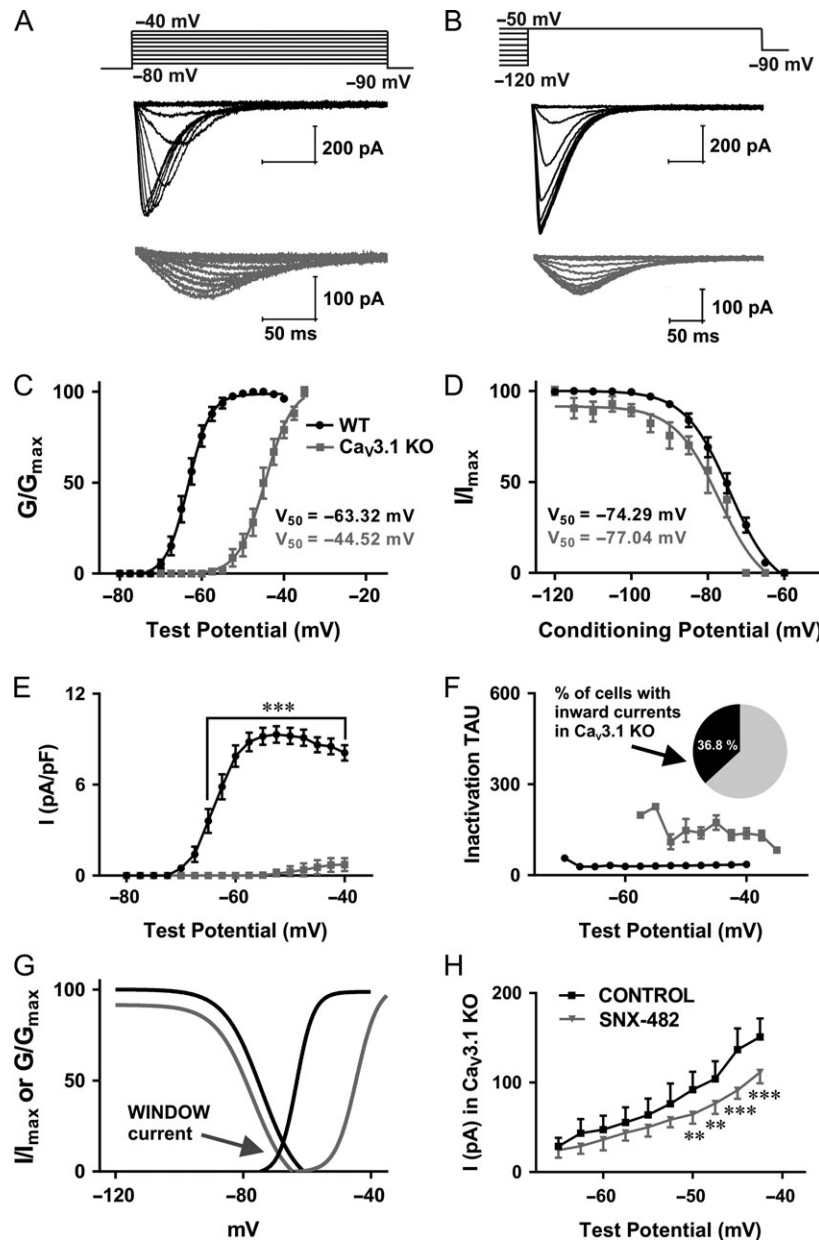 A
−40 mV
−80 mV
−90 mV
200 pA
100 pA
50 ms
B
−50 mV
−120 mV
−90 mV
200 pA
100 pA
50 ms
C
100
50
0
G/Gmax
WT
CaV3.1 KO
V50 = −63.32 mV
V50 = −44.52 mV
−80
−60
−40
−20
Test Potential (mV)
D
100
50
0
I/Imax
V50 = −74.29 mV
V50 = −77.04 mV
−120
−100
−80
−60
Conditioning Potential (mV)
E
12
6
0
I (pA/pF)
***
−80
−60
−40
Test Potential (mV)
F
600
300
0
Inactivation TAU
% of cells with
inward currents
in CaV3.1 KO
36.8 %
−60
−40
Test Potential (mV)
G
100
50
0
I/Imax or G/Gmax
WINDOW
current
−120
−80
−40
mV
H
200
100
0
I (pA) in CaV3.1 KO
CONTROL
SNX-482
**
**
***
***
−60
−50
−40
Test Potential (mV)